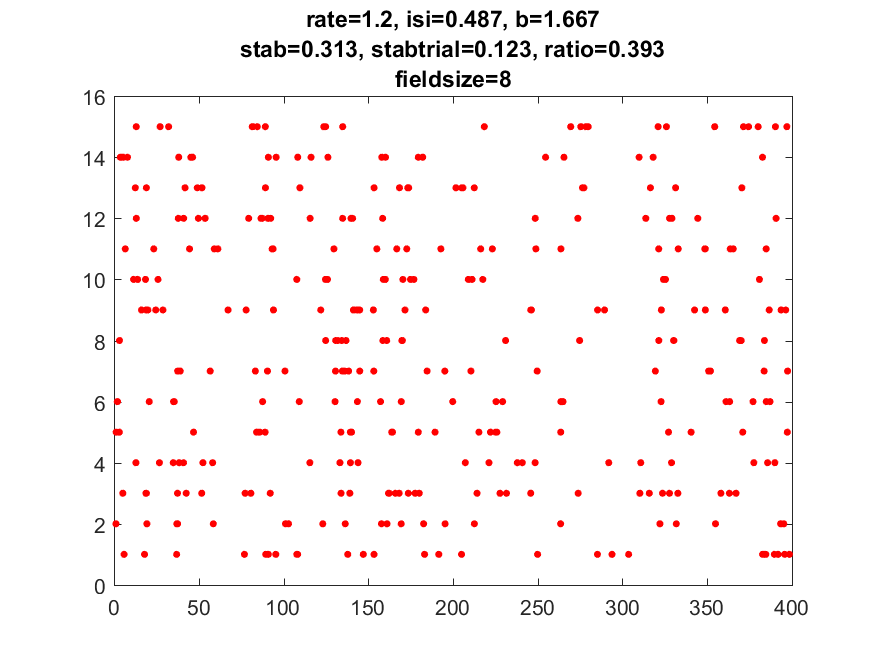 rate=1.2, isi=0.487, b=1.667
stab=0.313, stabtrial=0.123, ratio=0.393
fieldsize=8
16
14
12
10
8
6
4
2
0
0 50 100 150 200 250 300 350 400